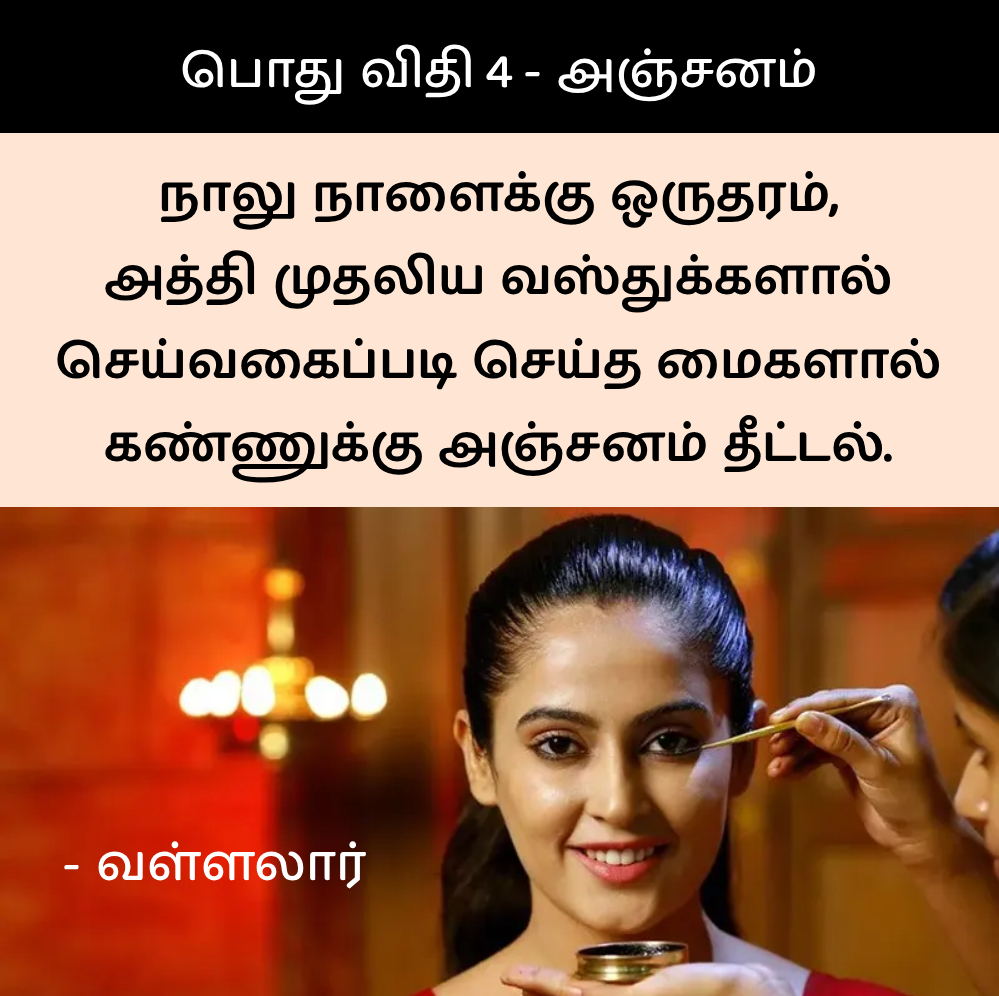 பொது விதி 4 - அஞ்சனம்
நாலு நாளைக்கு ஒருதரம்,
அத்தி முதலிய வஸ்துக்களால்
செய்வகைப்படி செய்த மைகளால்
கண்ணுக்கு அஞ்சனம் தீட்டல்.
- வள்ளலார்